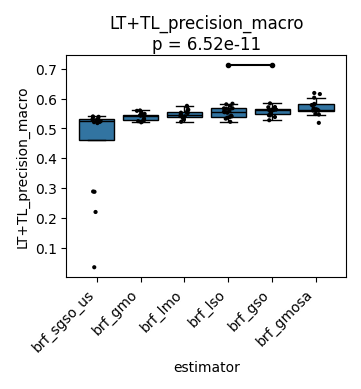 LT+TL_precision_macro
p = 6.52e-11
LT+TL_precision_macro
0.7
0.6
0.5
0.4
0.3
0.2
0.1
brf_sgso_us
brf_gmo
brf_lmo
brf_lso
brf_gso
brf_gmosa
estimator